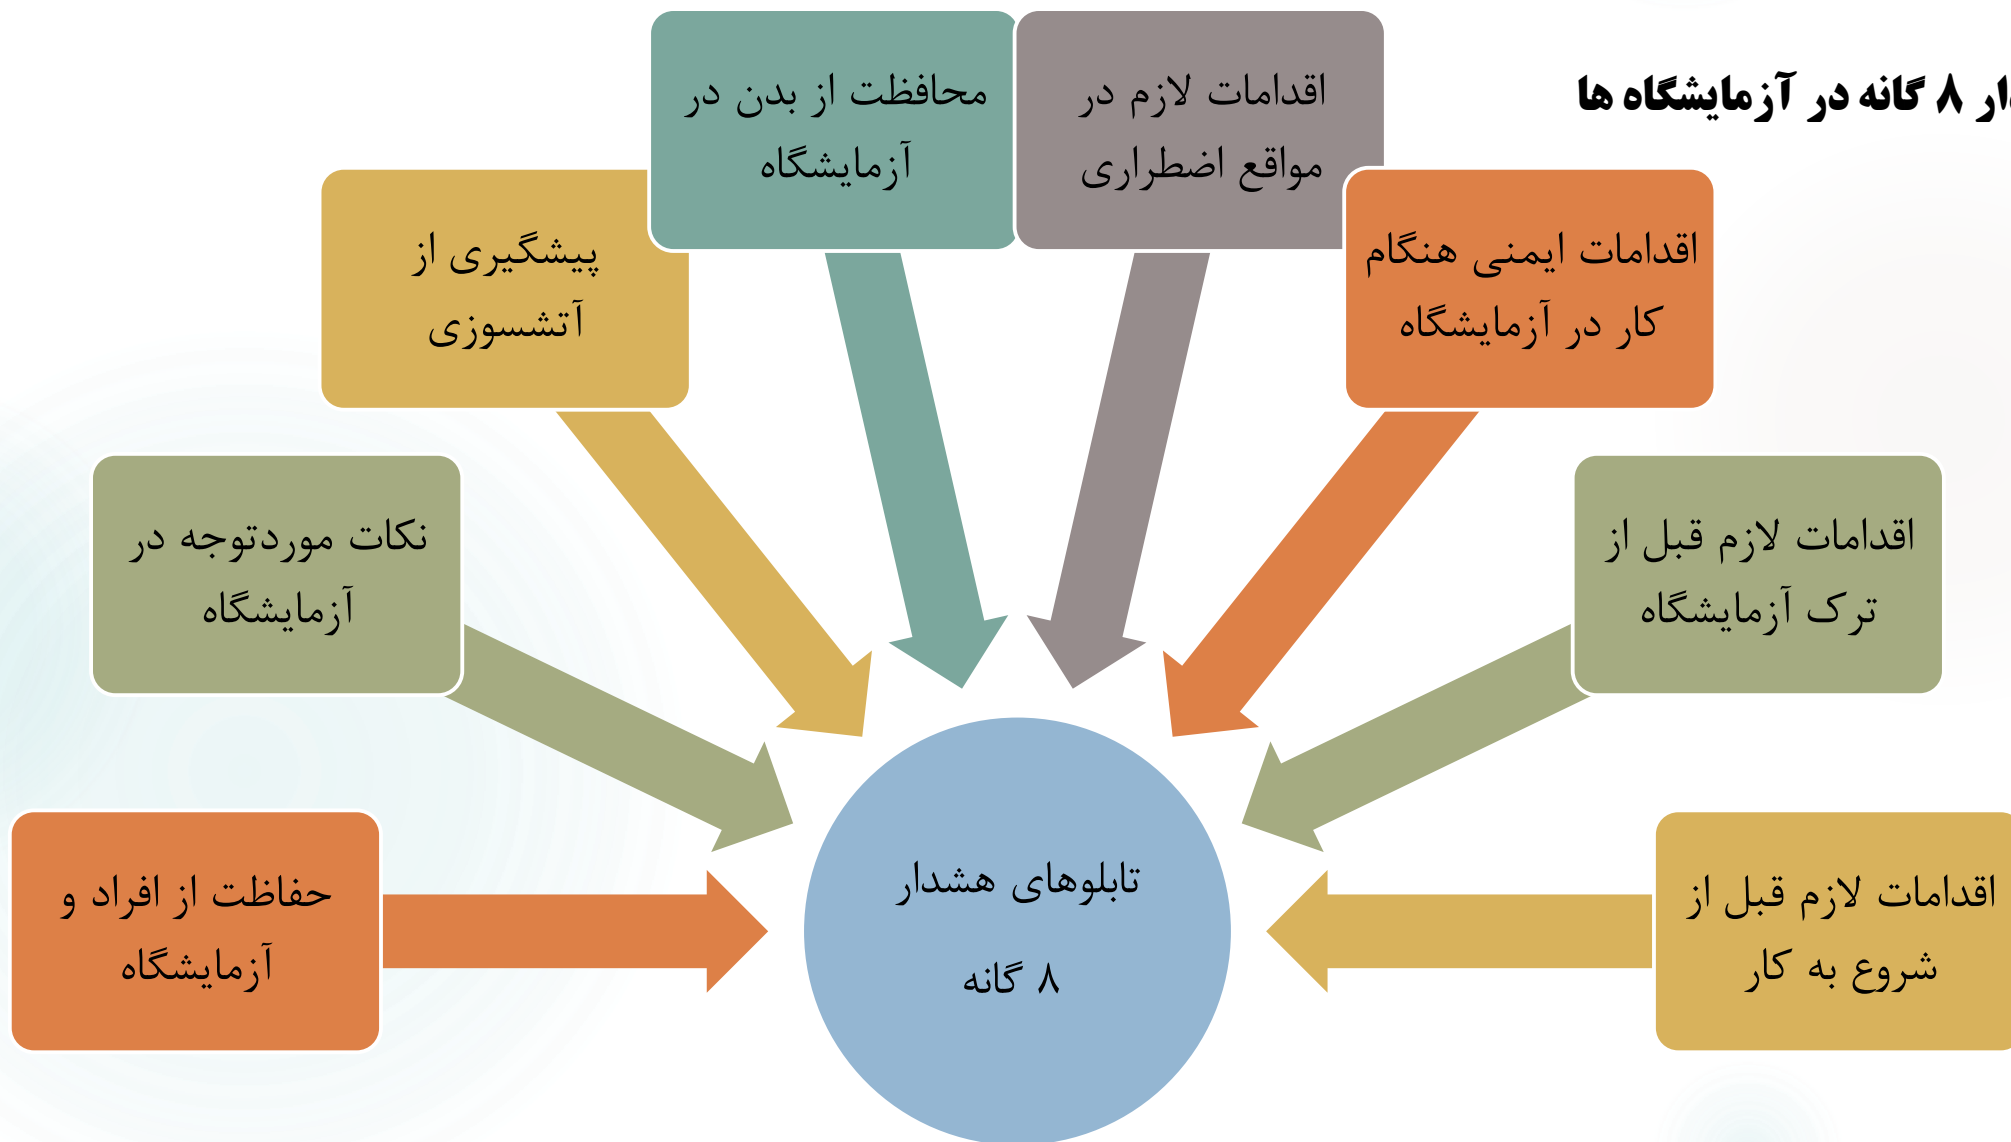 گانه در آزمایشگاه ها ۸
اقدامات لازم در
مواقع اضطراری
محافظت از بدن در
آزمایشگاه
اقدامات ایمنی هنگام
کار در آزمایشگاه
پیشگیری از
آتشسوزی
اقدامات لازم قبل از
ترک آزمایشگاه
نکات موردتوجه در
آزمایشگاه
اقدامات لازم قبل از
شروع به کار
تابلوهای هشدار
۸ گانه
حفاظت از افراد و
آزمایشگاه